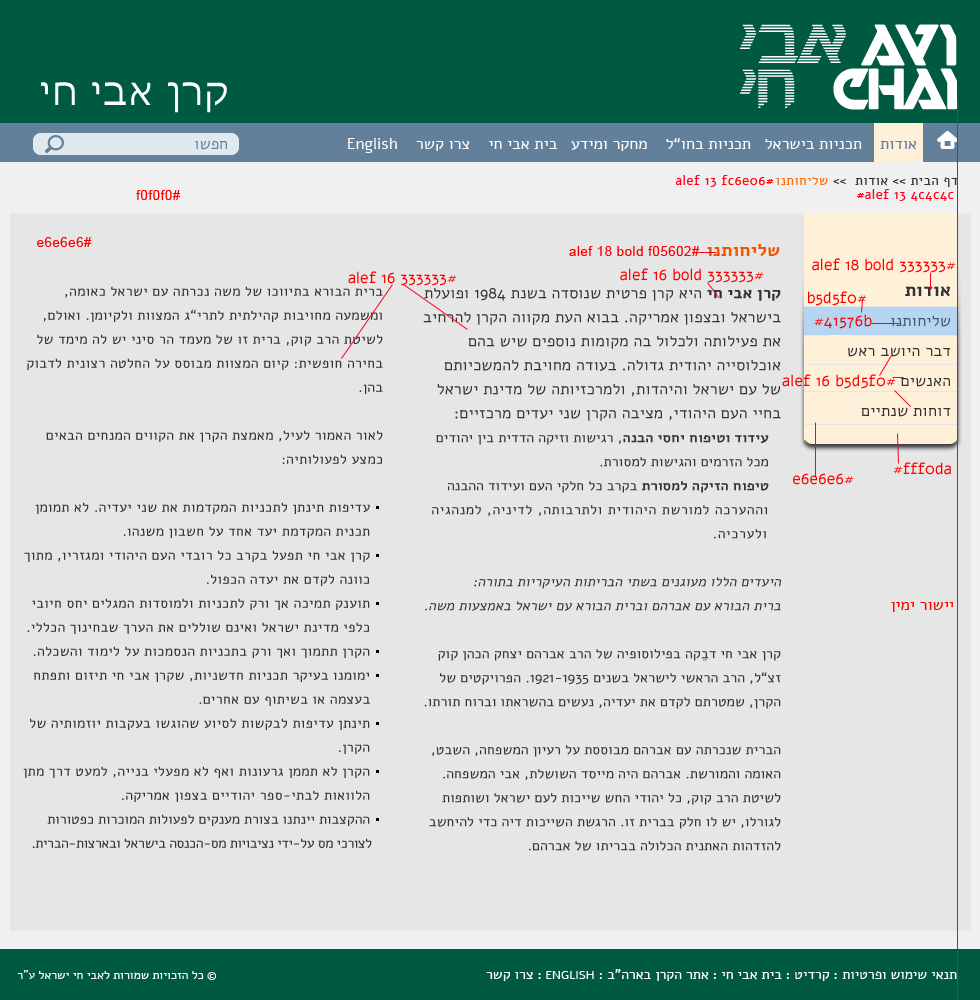 אבי
חי
AVI
CHAI
קרן אבי חי
אודות
תכניות בישראל
תכניות בחו״ל
מחקר ומידע
בית אבי חי
צרו קשר
English
חפשו
דף הבית >> אודות >> שליחותנו
alef 13 fc6e06#
#alef 13 4c4c4c
f0f0f0#
e6e6e6#
alef 18 bold 333333#
אודות
b5d5f0#
שליחותנו
#41576b
דבר היושב ראש
האנשים
alef 16 b5d5f0#
דוחות שנתיים
#fff0da
e6e6e6#
יישור ימין
שליחותנו
alef 18 bold f05602#
alef 16 bold 333333#
קרן אבי חי היא קרן פרטית שנוסדה בשנת 1984 ופועלת
בישראל ובצפון אמריקה. בבוא העת מקווה הקרן להרחיב
את פעילותה ולכלול בה מקומות נוספים שיש בהם
אוכלוסייה יהודית גדולה. בעודה מחויבת להמשכיותם
של עם ישראל והיהדות, ולמרכזיותה של מדינת ישראל
בחיי העם היהודי, מציבה הקרן שני יעדים מרכזיים:
עידוד וטיפוח יחסי הבנה, רגישות וזיקה הדדית בין יהודים
מכל הזרמים והגישות למסורת.
טיפוח הזיקה למסורת בקרב כל חלקי העם ועידוד ההבנה
וההערכה למורשת היהודית ולתרבותה, לדיניה, למנהגיה
ולערכיה.
היעדים הללו מעוגנים בשתי הבריתות העיקריות בתורה:
ברית הבורא עם אברהם וברית הבורא עם ישראל באמצעות משה.
קרן אבי חי דבֵקה בפילוסופיה של הרב אברהם יצחק הכהן קוק
זצ״ל, הרב הראשי לישראל בשנים 1921-1935. הפרויקטים של
הקרן, שמטרתם לקדם את יעדיה, נעשים בהשראתו וברוח תורתו.
הברית שנכרתה עם אברהם מבוססת על רעיון המשפחה, השבט,
האומה והמורשת. אברהם היה מייסד השושלת, אבי המשפחה.
לשיטת הרב קוק, כל יהודי החש שייכות לעם ישראל ושותפות
לגורלו, יש לו חלק בברית זו. הרגשת השייכות דיה כדי להיחשב
להזדהות האתנית הכלולה בבריתו של אברהם.
alef 16 333333#
ברית הבורא בתיווכו של משה נכרתה עם ישראל כאומה,
ומשמעה מחויבות קהילתית לתרי״ג המצוות ולקיומן. ואולם,
לשיטת הרב קוק, ברית זו של מעמד הר סיני יש לה מימד של
בחירה חופשית: קיום המצוות מבוסס על החלטה רצונית לדבוק
בהן.
לאור האמור לעיל, מאמצת הקרן את הקווים המנחים הבאים
כמצע לפעולותיה:
עדיפות תינתן לתכניות המקדמות את שני יעדיה. לא תמומן
תכנית המקדמת יעד אחד על חשבון משנהו.
קרן אבי חי תפעל בקרב כל רובדי העם היהודי ומגזריו, מתוך
כוונה לקדם את יעדה הכפול.
תוענק תמיכה אך ורק לתכניות ולמוסדות המגלים יחס חיובי
כלפי מדינת ישראל ואינם שוללים את הערך שבחינוך הכללי.
הקרן תתמוך ואך ורק בתכניות הנסמכות על לימוד והשכלה.
ימומנו בעיקר תכניות חדשניות, שקרן אבי חי תיזום ותפתח
בעצמה או בשיתוף עם אחרים.
תינתן עדיפות לבקשות לסיוע שהוגשו בעקבות יוזמותיה של
הקרן.
הקרן לא תממן גרעונות ואף לא מפעלי בנייה, למעט דרך מתן
הלוואות לבתי-ספר יהודיים בצפון אמריקה.
ההקצבות יינתנו בצורת מענקים לפעולות המוכרות כפטורות
לצורכי מס על-ידי נציבויות מס-הכנסה בישראל ובארצות-הברית.
תנאי שימוש ופרטיות : קרדיט : בית אבי חי : אתר הקרן בארה"ב : ENGLISH : צרו קשר
© כל הזכויות שמורות לאבי חי ישראל ע"ר